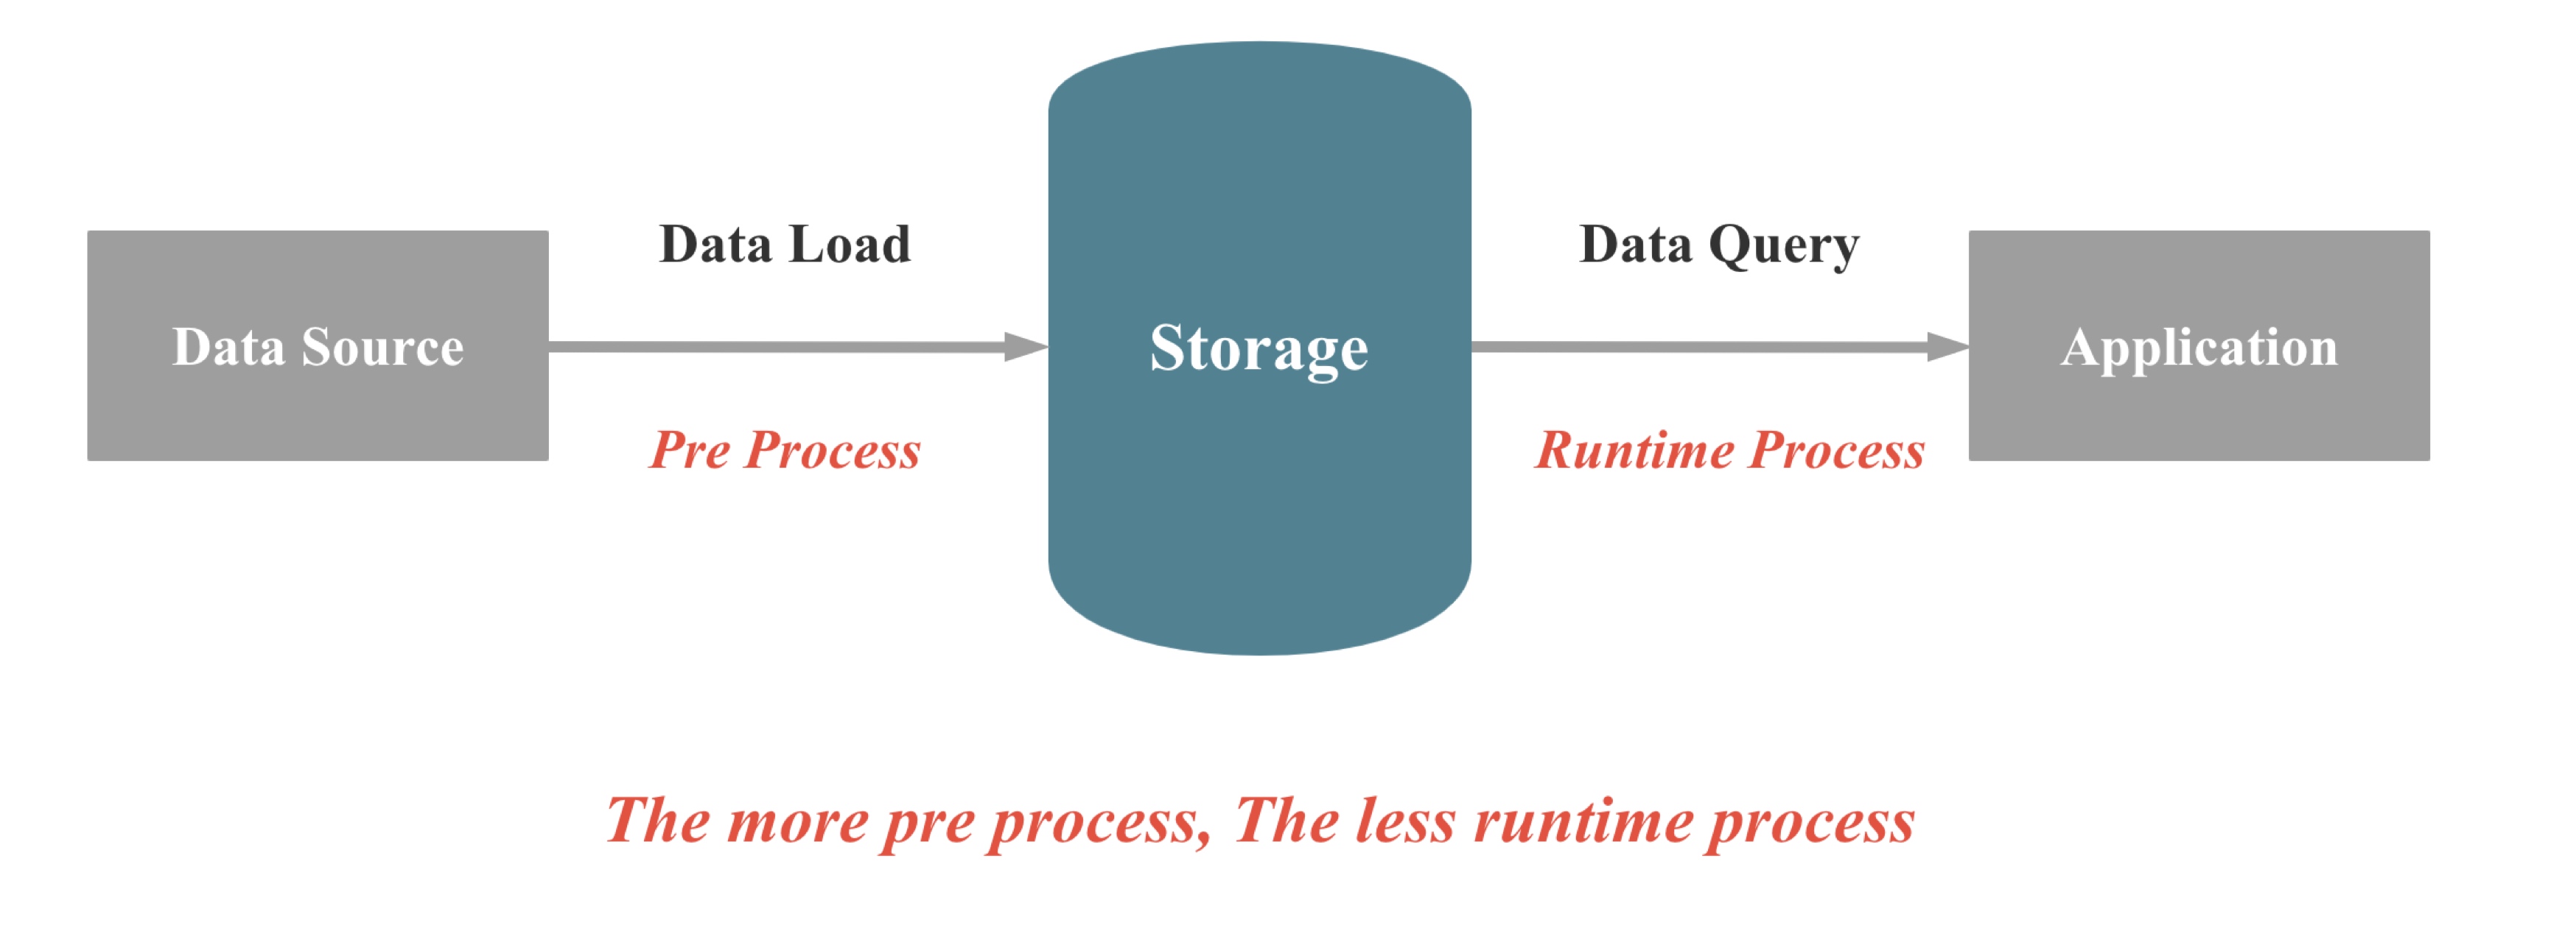 Data Load
Data Query
Data Source
Storage
Application
Pre Process
Runtime Process
The more pre process, The less runtime process